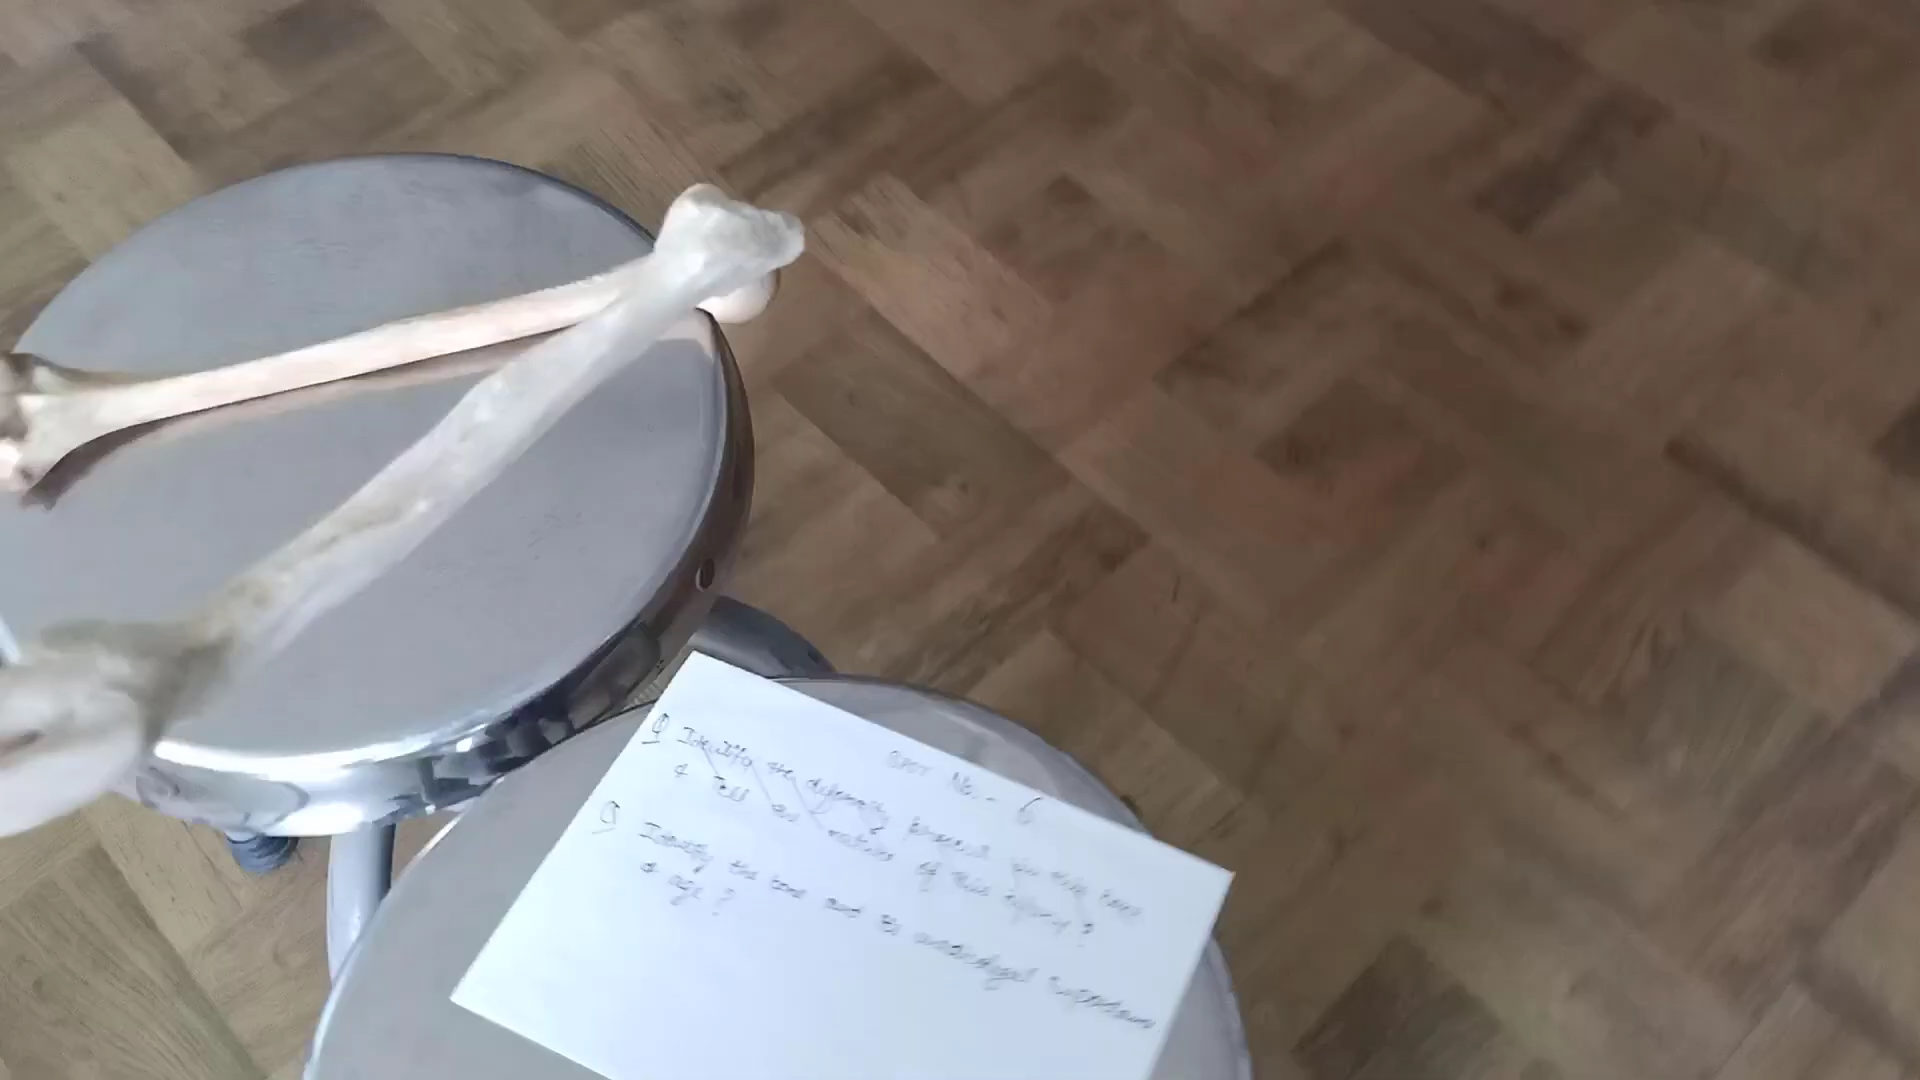 SPOT No.- 6
Q Identify the deformity present in this bone
& Tell the nature of this injury?
Q Identify the bone and its medicolegal importance
& age?